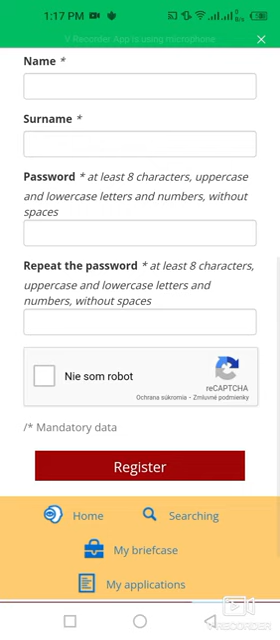 1:17 PM
V Recorder App is using microphone
Name *
Surname *
Password * at least 8 characters, uppercase
and lowercase letters and numbers, without
spaces
Repeat the password * at least 8 characters,
uppercase and lowercase letters and
numbers, without spaces
Nie som robot
reCAPTCHA
Ochrana súkromia - Zmluvné podmienky
/* Mandatory data
Register
Home
Searching
My briefcase
My applications